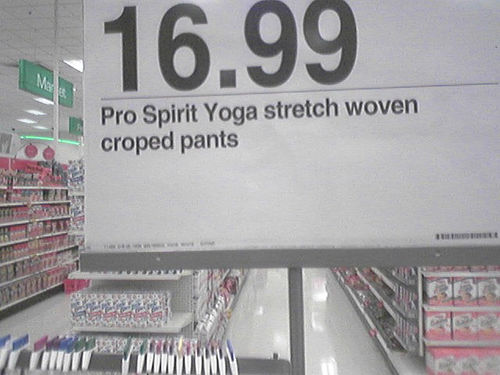 16.99
Pro Spirit Yoga stretch woven
croped pants
Market